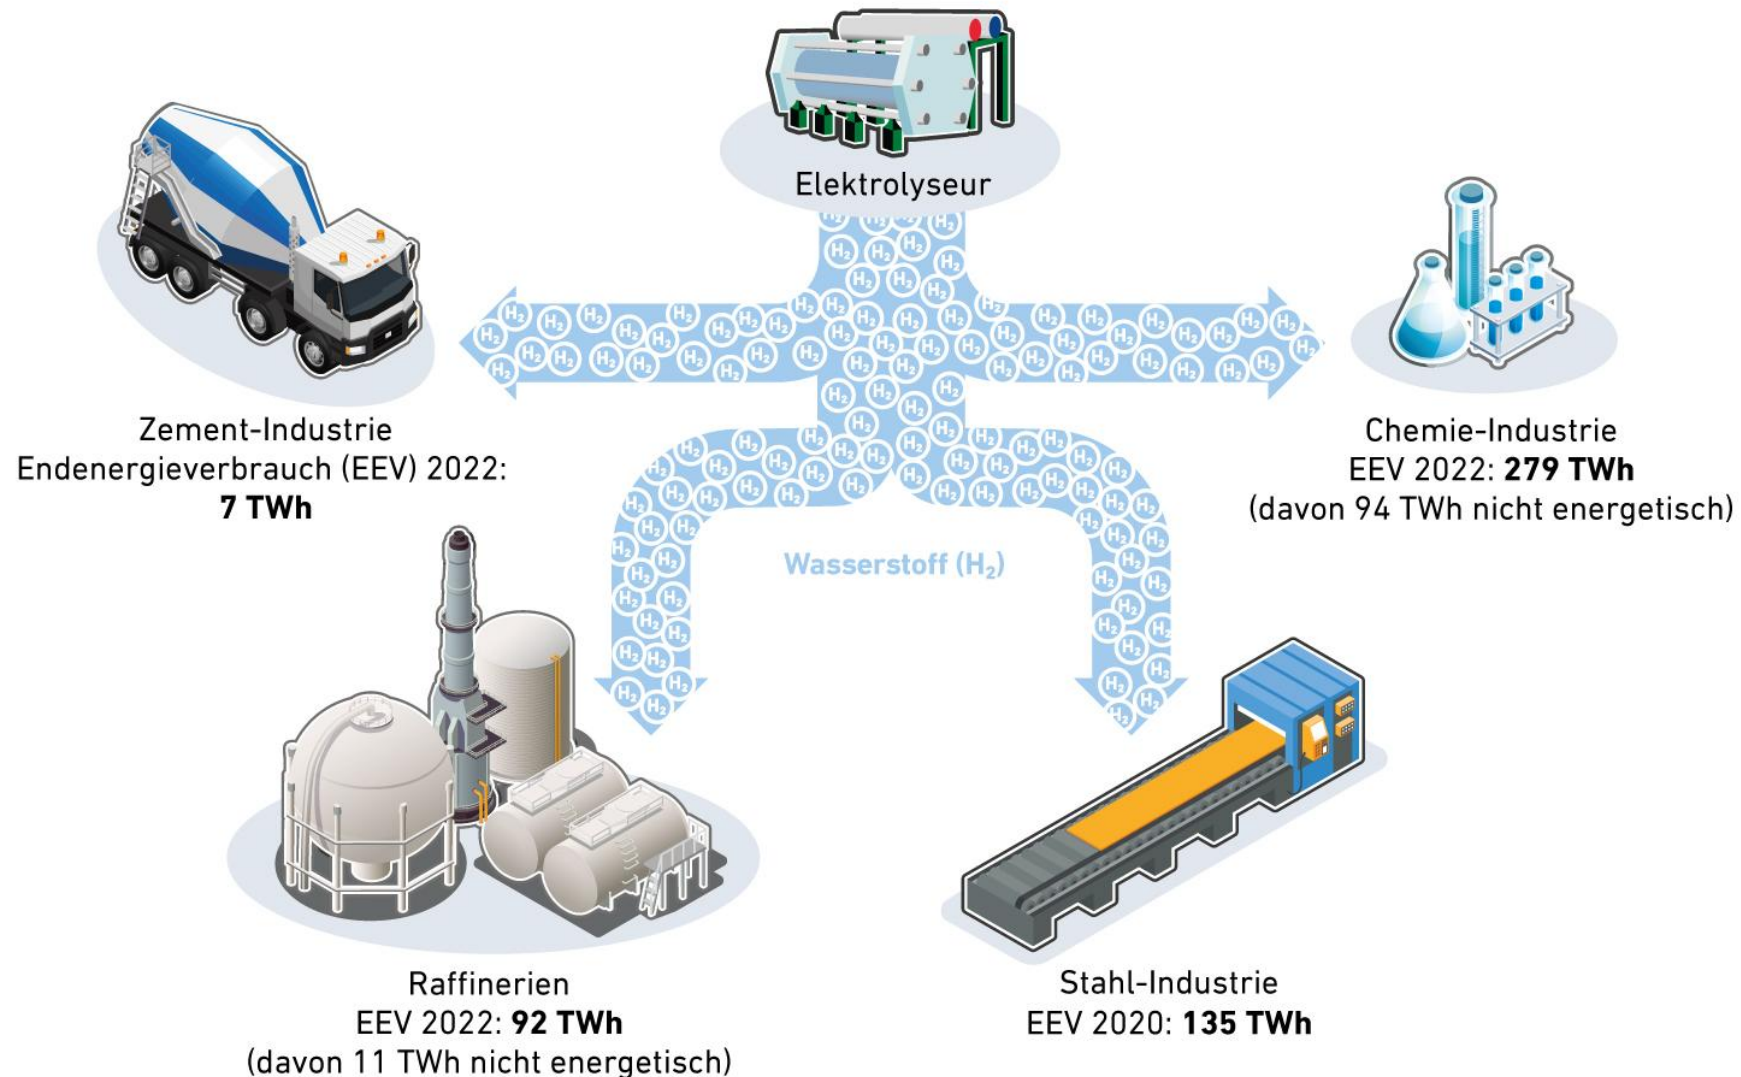 Elektrolyseur
Zement-Industrie
Endenergieverbrauch (EEV) 2022:
7 TWh
Chemie-Industrie
EEV 2022: 279 TWh
(davon 94 TWh nicht energetisch)
Wasserstoff (H₂)
Raffinerien
EEV 2022: 92 TWh
(davon 11 TWh nicht energetisch)
Stahl-Industrie
EEV 2020: 135 TWh
H₂